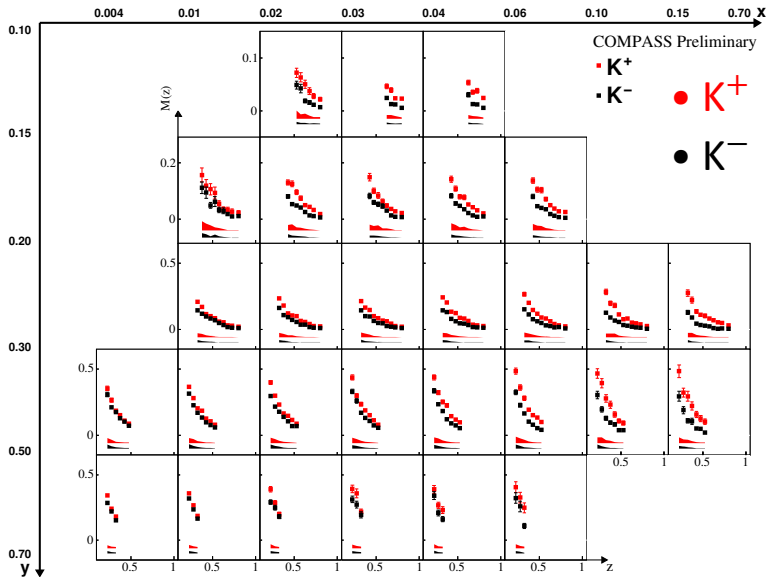 0.004 0.01 0.02 0.03 0.04 0.06 0.10 0.15 0.70 x
0.10
COMPASS Preliminary
K+
K−
K+
K−
M(z)
0.1
0
0.15
0.2
0
0.20
0.5
0
0.30
0.5
0
0.5 1 0.5 1
0.50
0.5
0
0.70
y
0.5 1 0.5 1 0.5 1 0.5 1 0.5 1 0.5 1 z